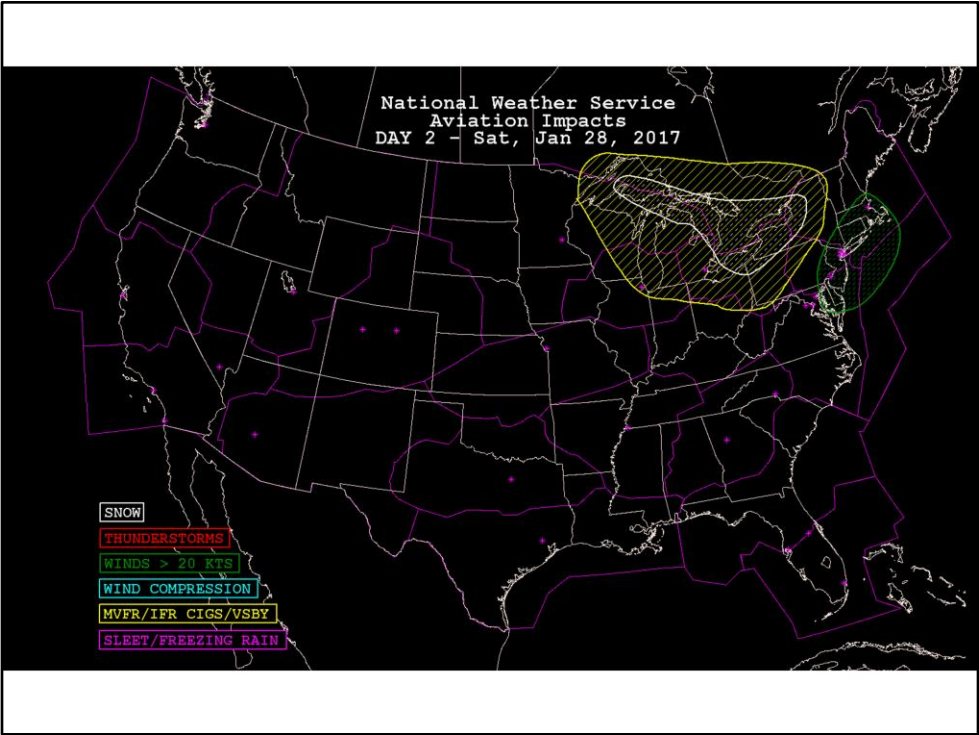 National Weather Service
Aviation Impacts
DAY 2 – Sat, Jan 28, 2017
SNOW
THUNDERSTORMS
WINDS > 20 KTS
WIND COMPRESSION
MVFR/IFR CIGS/VSBY
SLEET/FREEZING RAIN